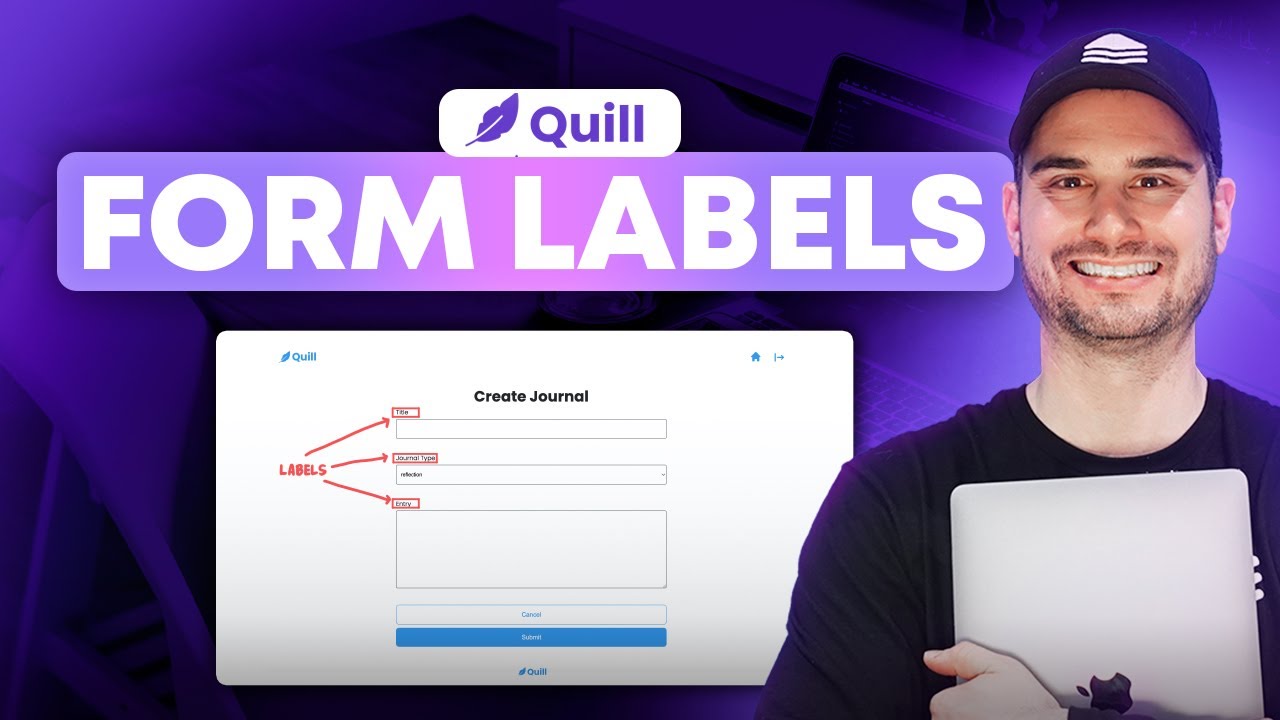 Quill
FORM LABELS
Quill
Create Journal
Title
LABELS
Journal Type
reflection
Entry
Cancel
Submit
Quill